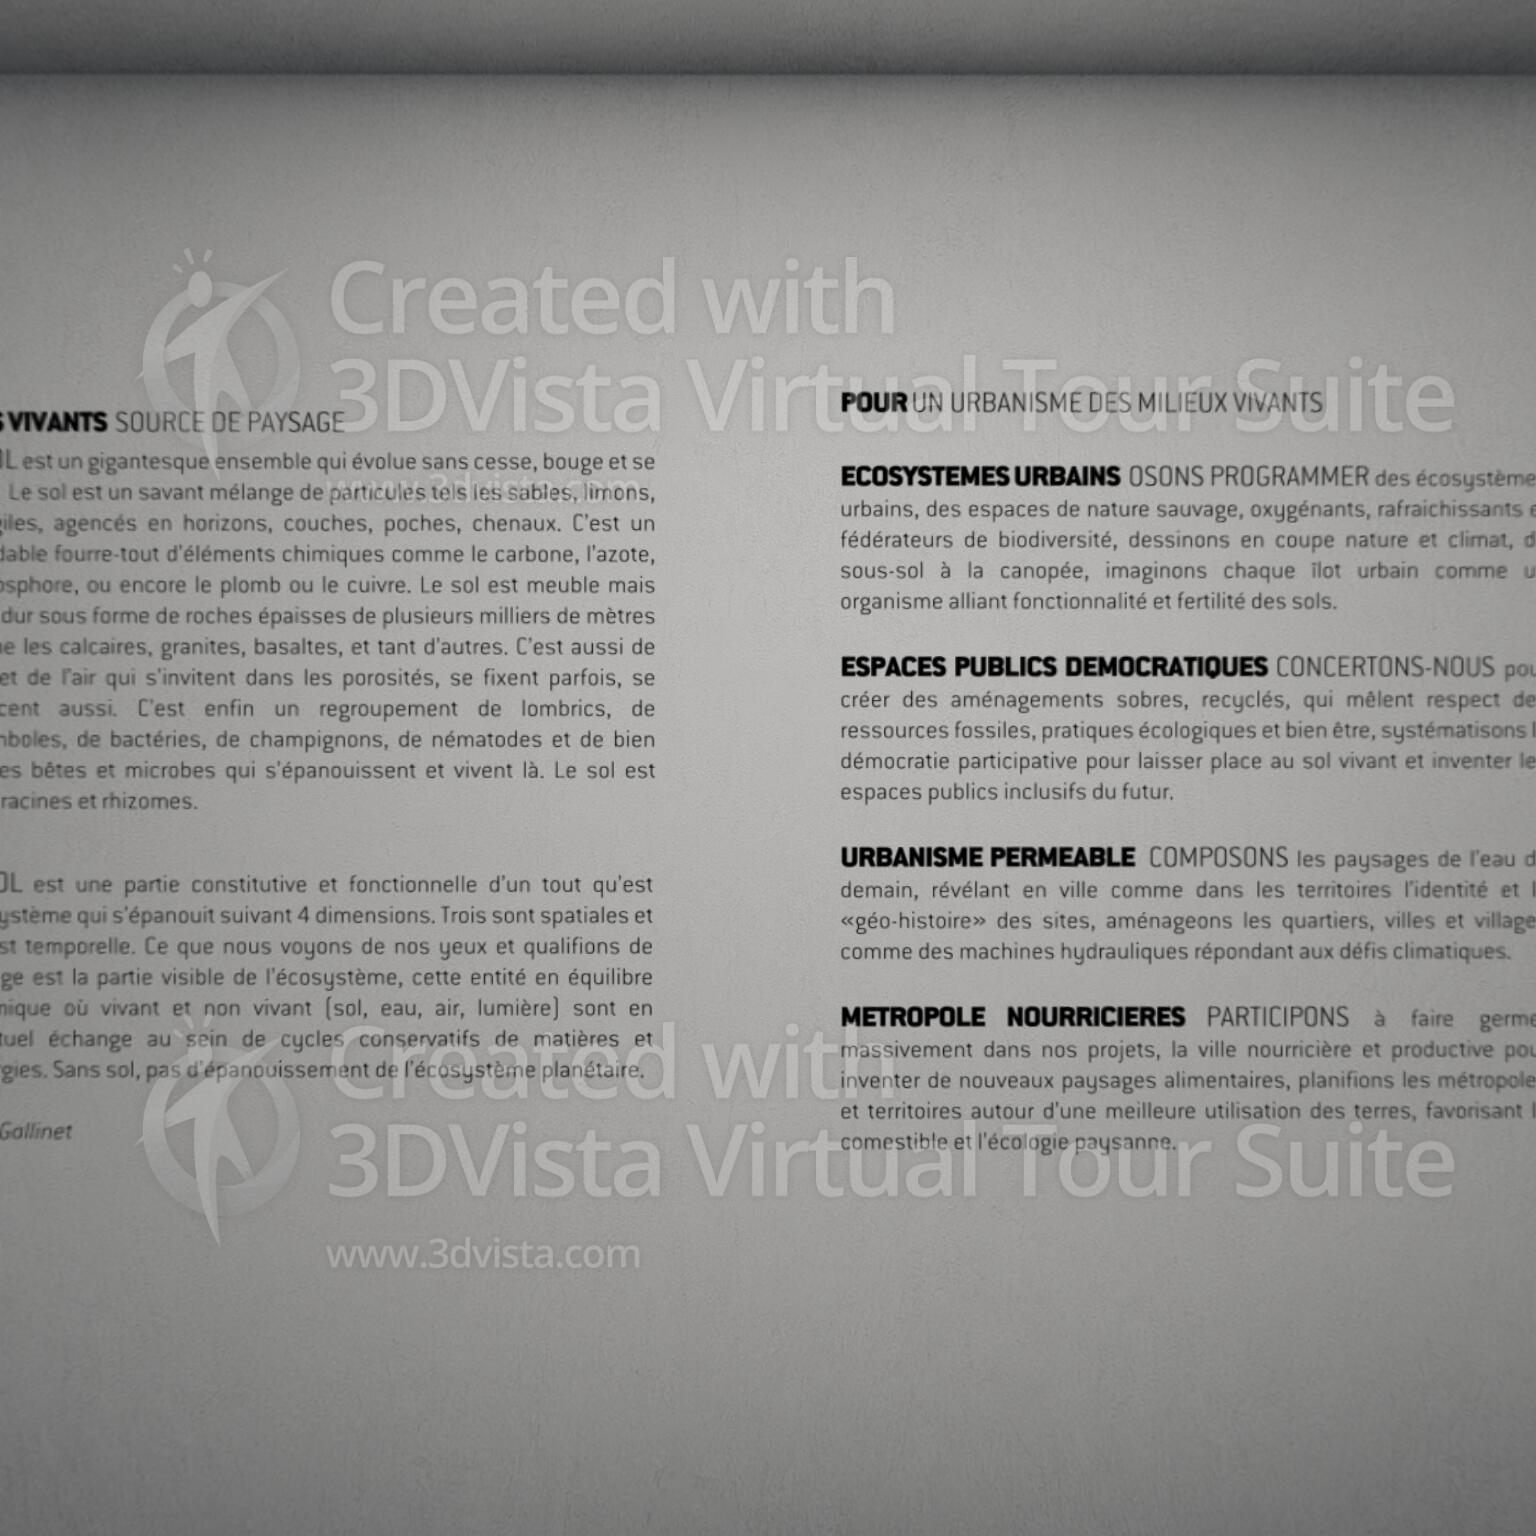 S VIVANTS SOURCE DE PAYSAGE
OL est un gigantesque ensemble qui évolue sans cesse, bouge et se
Le sol est un savant mélange de particules tels les sables, limons,
giles, agencés en horizons, couches, poches, chenaux. C'est un
dable fourre-tout d'éléments chimiques comme le carbone, l'azote,
osphore, ou encore le plomb ou le cuivre. Le sol est meuble mais
dur sous forme de roches épaisses de plusieurs milliers de mètres
ne les calcaires, granites, basaltes, et tant d'autres. C'est aussi de
et de l'air qui s'invitent dans les porosités, se fixent parfois, se
cent aussi. C'est enfin un regroupement de lombrics, de
mboles, de bactéries, de champignons, de nématodes et de bien
es bêtes et microbes qui s'épanouissent et vivent là. Le sol est
racines et rhizomes.
OL est une partie constitutive et fonctionnelle d'un tout qu'est
ystème qui s'épanouit suivant 4 dimensions. Trois sont spatiales et
st temporelle. Ce que nous voyons de nos yeux et qualifions de
ge est la partie visible de l'écosystème, cette entité en équilibre
mique où vivant et non vivant (sol, eau, air, lumière) sont en
tuel échange au sein de cycles conservatifs de matières et
gies. Sans sol, pas d'épanouissement de l'écosystème planétaire.
Gallinet
POUR UN URBANISME DES MILIEUX VIVANTS
ECOSYSTEMES URBAINS OSONS PROGRAMMER des écosystème
urbains, des espaces de nature sauvage, oxygénants, rafraichissants e
fédérateurs de biodiversité, dessinons en coupe nature et climat, d
sous-sol à la canopée, imaginons chaque îlot urbain comme u
organisme alliant fonctionnalité et fertilité des sols.
ESPACES PUBLICS DEMOCRATIQUES CONCERTONS-NOUS pou
créer des aménagements sobres, recyclés, qui mêlent respect de
ressources fossiles, pratiques écologiques et bien être, systématisons l
démocratie participative pour laisser place au sol vivant et inventer le
espaces publics inclusifs du futur.
URBANISME PERMEABLE COMPOSONS les paysages de l'eau d
demain, révélant en ville comme dans les territoires l'identité et l
«géo-histoire» des sites, aménageons les quartiers, villes et village
comme des machines hydrauliques répondant aux défis climatiques.
METROPOLE NOURRICIERES PARTICIPONS à faire germe
massivement dans nos projets, la ville nourricière et productive pou
inventer de nouveaux paysages alimentaires, planifions les métropole
et territoires autour d'une meilleure utilisation des terres, favorisant l
comestible et l'écologie paysanne.
Created with
3DVista Virtual Tour Suite
www.3dvista.com
Created with
3DVista Virtual Tour Suite
www.3dvista.com